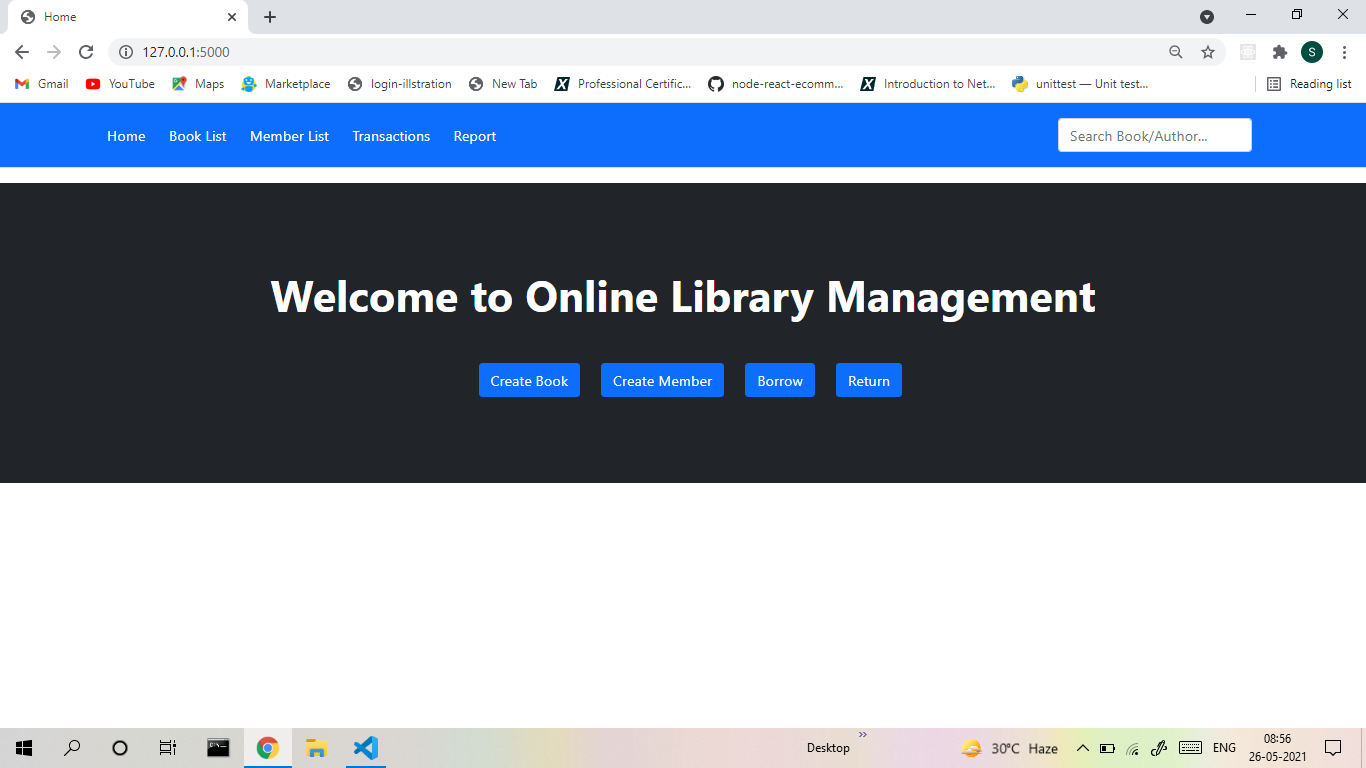 Home
127.0.0.1:5000
S
Gmail YouTube Maps Marketplace login-illstration New Tab Professional Certific... node-react-ecomm... Introduction to Net... unittest — Unit test... Reading list
Home Book List Member List Transactions Report Search Book/Author...
Welcome to Online Library Management
Create Book Create Member Borrow Return
Desktop 30°C Haze ENG 08:56
26-05-2021